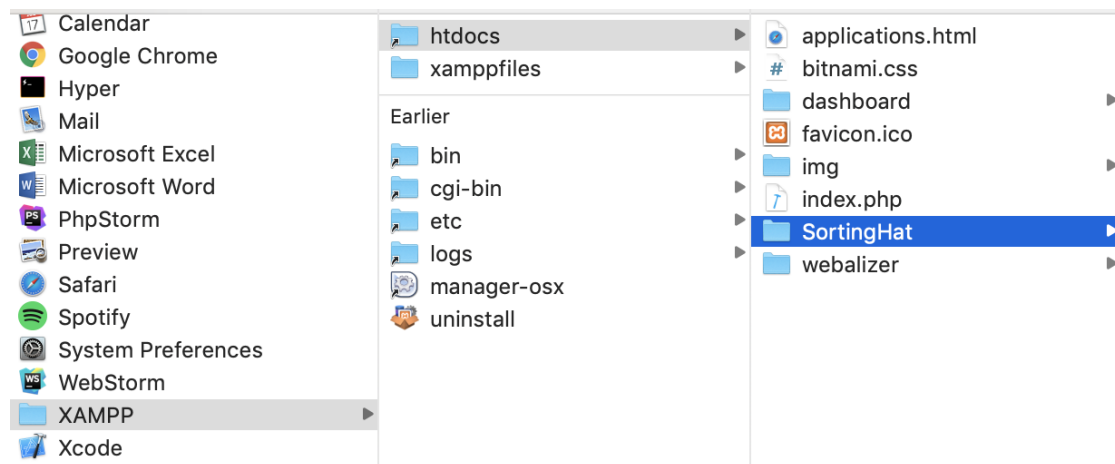 Calendar
Google Chrome
Hyper
Mail
Microsoft Excel
Microsoft Word
PhpStorm
Preview
Safari
Spotify
System Preferences
WebStorm
XAMPP
Xcode
htdocs
xamppfiles
Earlier
bin
cgi-bin
etc
logs
manager-osx
uninstall
applications.html
bitnami.css
dashboard
favicon.ico
img
index.php
SortingHat
webalizer